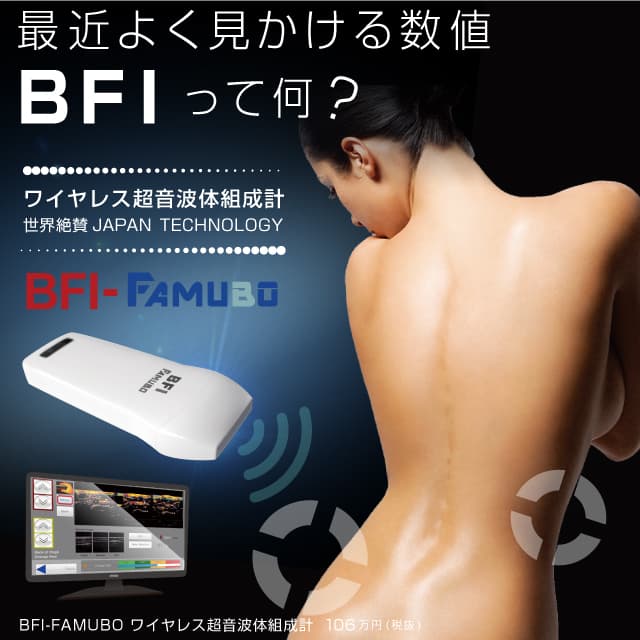 最近よく見かける数値
BFIって何？
ワイヤレス超音波体組成計
世界絶賛 JAPAN TECHNOLOGY
BFI-FAMUBO
BFI
FAMUBO
BFI-FAMUBO ワイヤレス超音波体組成計 106万円(税抜)